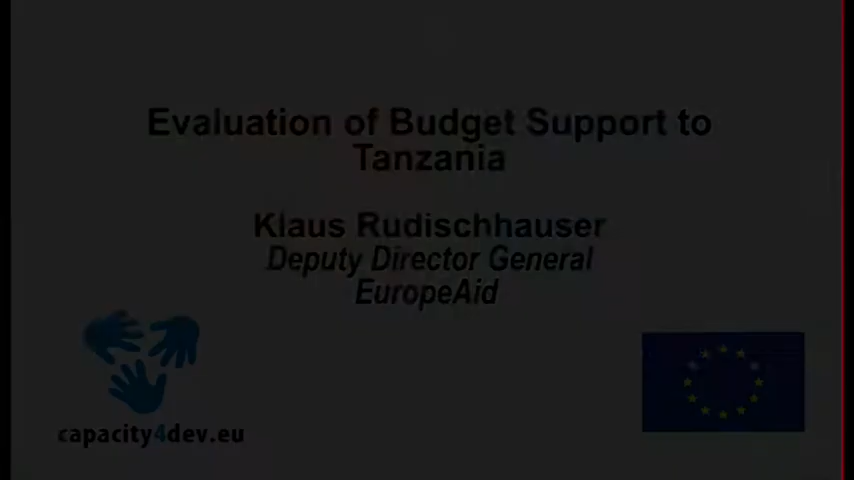 Evaluation of Budget Support to
Tanzania
Klaus Rudischhauser
Deputy Director General
EuropeAid
capacity4dev.eu